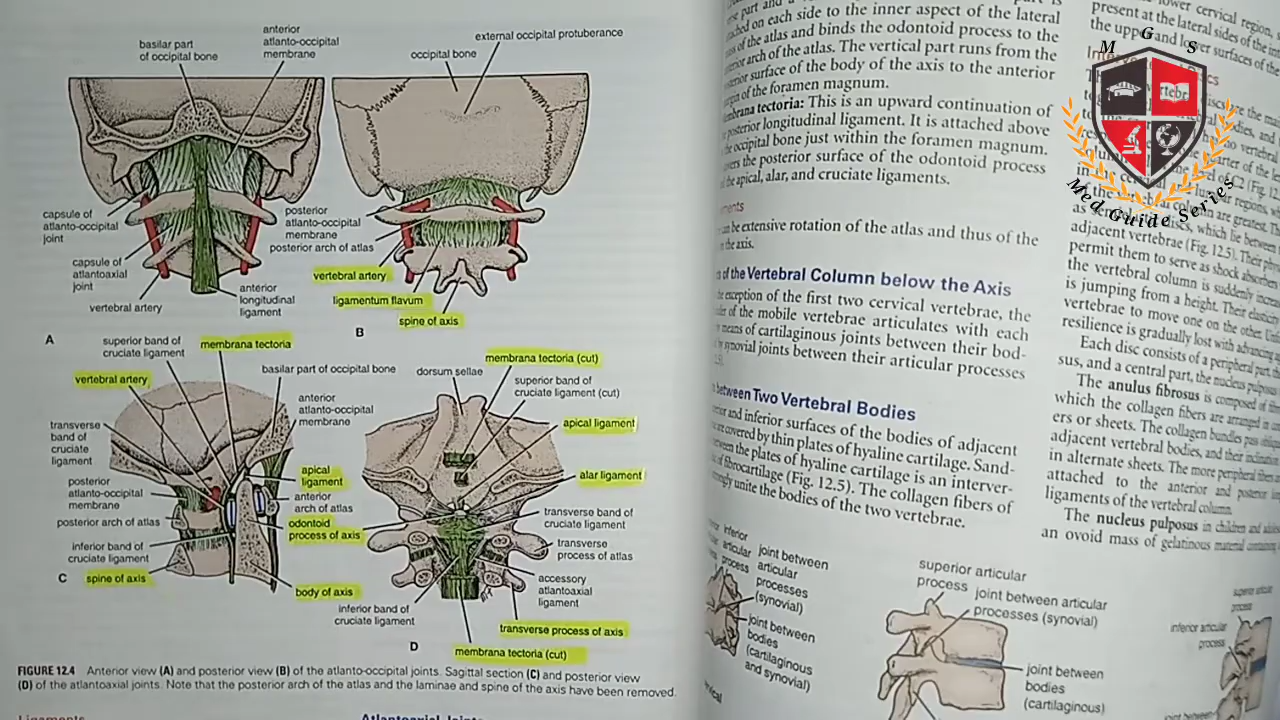 basilar part
of occipital bone
anterior
atlanto-occipital
membrane
capsule of
atlanto-occipital
joint
capsule of
atlantoaxial
joint
vertebral artery
anterior
longitudinal
ligament
A
occipital bone
external occipital protuberance
posterior
atlanto-occipital
membrane
posterior arch of atlas
vertebral artery
ligamentum flavum
spine of axis
B
superior band of
cruciate ligament
membrana tectoria
vertebral artery
basilar part of occipital bone
transverse
band of
cruciate
ligament
anterior
atlanto-occipital
membrane
posterior
atlanto-occipital
membrane
apical
ligament
anterior
arch of atlas
posterior arch of atlas
odontoid
process of axis
inferior band of
cruciate ligament
C
spine of axis
body of axis
membrana tectoria (cut)
dorsum sellae
superior band of
cruciate ligament (cut)
apical ligament
alar ligament
transverse band of
cruciate ligament
transverse
process of atlas
accessory
atlantoaxial
ligament
inferior band of
cruciate ligament
transverse process of axis
D
membrana tectoria (cut)
FIGURE 12.4 Anterior view (A) and posterior view (B) of the atlanto-occipital joints. Sagittal section (C) and posterior view
(D) of the atlantoaxial joints. Note that the posterior arch of the atlas and the laminae and spine of the axis have been removed.
Ligaments
Atlantoaxial Joints
part and a
on each side to the inner aspect of the lateral
of the atlas and binds the odontoid process to the
arch of the atlas. The vertical part runs from the
surface of the body of the axis to the anterior
of the foramen magnum.
tectoria: This is an upward continuation of
posterior longitudinal ligament. It is attached above
occipital bone just within the foramen magnum.
the posterior surface of the odontoid process
the apical, alar, and cruciate ligaments.
can be extensive rotation of the atlas and thus of the
the axis.
of the Vertebral Column below the Axis
exception of the first two cervical vertebrae, the
of the mobile vertebrae articulates with each
means of cartilaginous joints between their bod-
synovial joints between their articular processes
between Two Vertebral Bodies
and inferior surfaces of the bodies of adjacent
are covered by thin plates of hyaline cartilage. Sand-
between the plates of hyaline cartilage is an interver-
of fibrocartilage (Fig. 12.5). The collagen fibers of
unite the bodies of the two vertebrae.
inferior
articular
process
joint between
articular
processes
(synovial)
joint between
bodies
(cartilaginous
and synovial)
superior articular
process
joint between articular
processes (synovial)
joint between
bodies
(cartilaginous)
lower cervical region,
present at the lateral sides of the
the upper and lower surfaces of the
M G S
Med Guide Series
adjacent vertebrae (Fig. 12.5). Their
permit them to serve as shock absorbers
the vertebral column is suddenly
is jumping from a height. Their
vertebrae to move one on the other.
resilience is gradually lost with advancing
Each disc consists of a peripheral part, the
sus, and a central part, the nucleus pulposus
The anulus fibrosus is composed of
which the collagen fibers are arranged in
ers or sheets. The collagen bundles pass
adjacent vertebral bodies, and their inclination
in alternate sheets. The more peripheral fibers
attached to the anterior and posterior
ligaments of the vertebral column.
The nucleus pulposus in children and
an ovoid mass of gelatinous material containing
superior articular
process
inferior articular
process